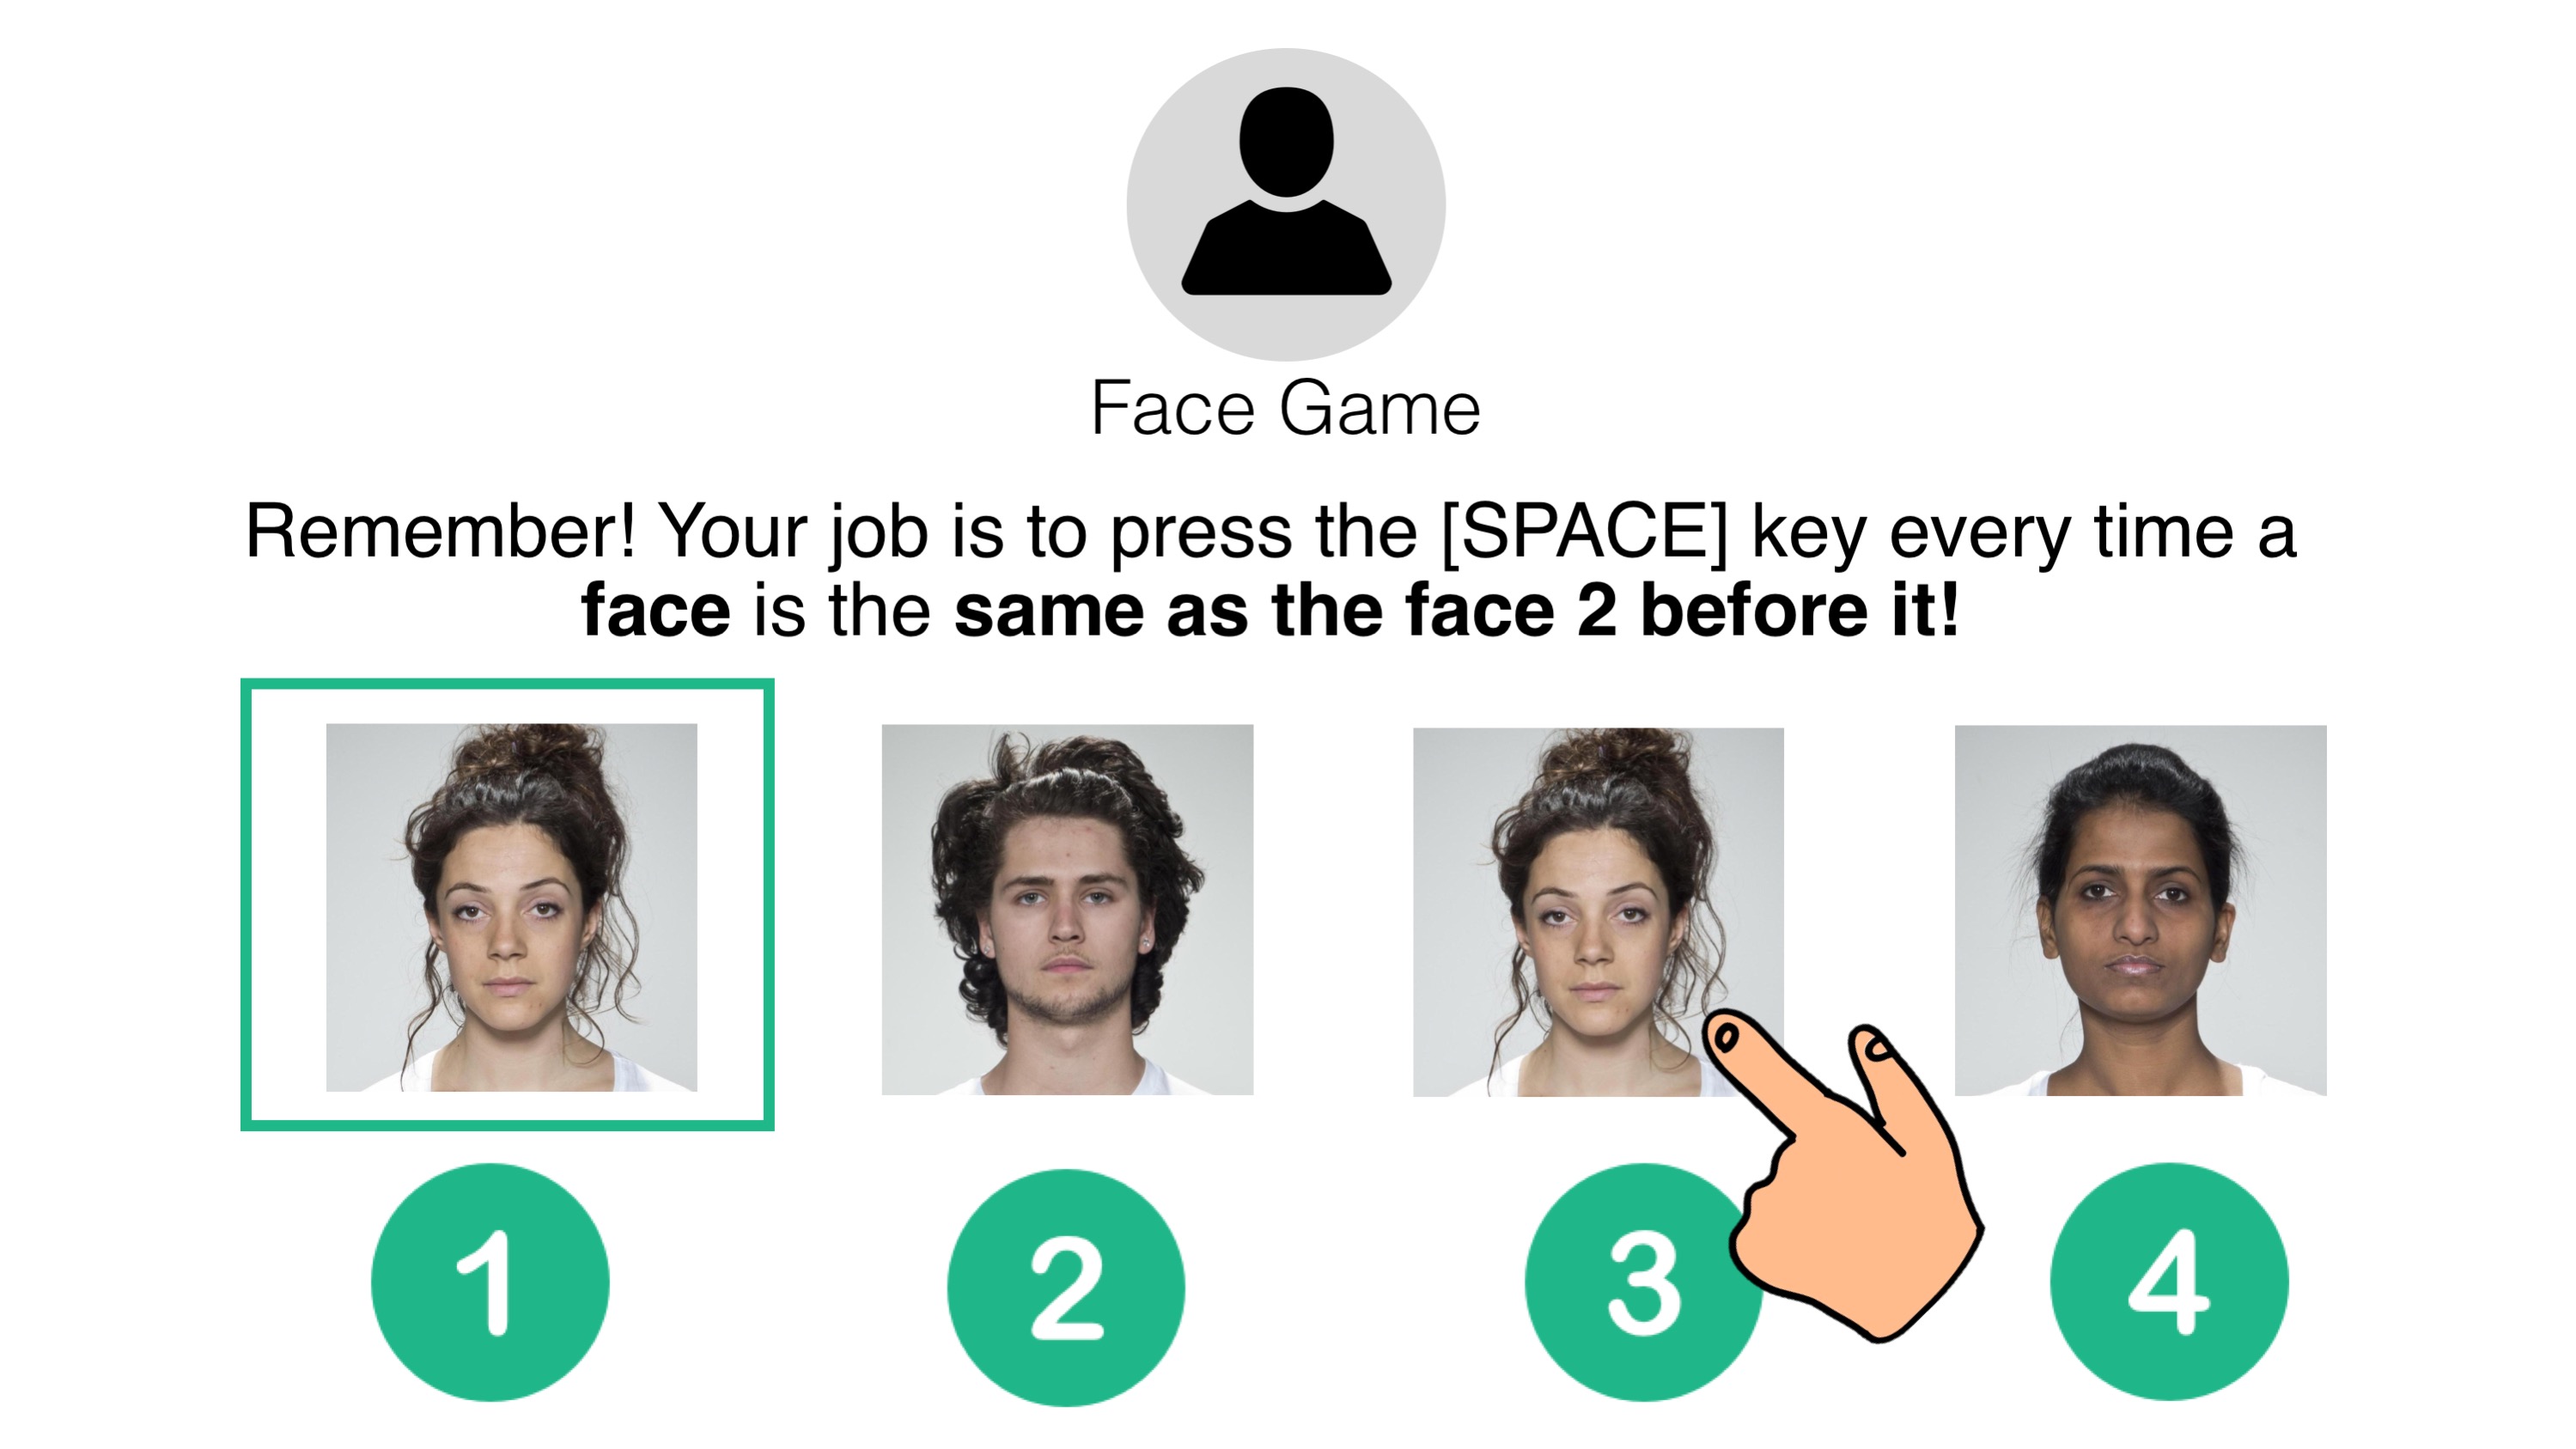 Face Game
Remember! Your job is to press the [SPACE] key every time a
face is the same as the face 2 before it!
1 2 3 4